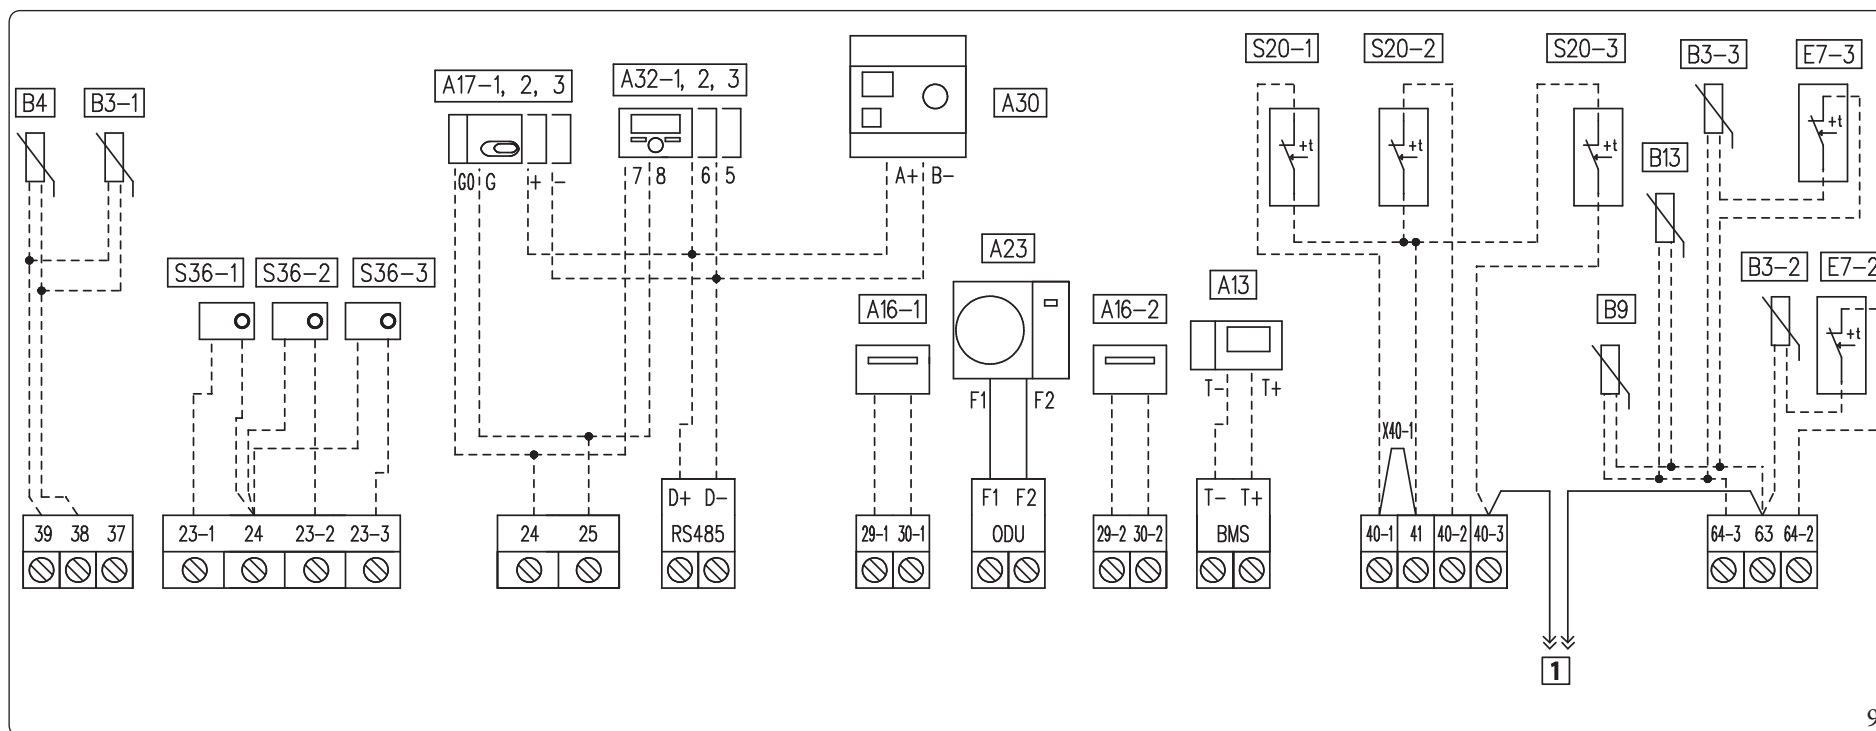 S20-1 S20-2 S20-3 B3-3 E7-3
A17-1, 2, 3 A32-1, 2, 3 A30
B4 B3-1
+t +t +t +t
B13
G0 G + - 7 8 6 5 A+ B-
A23
S36-1 S36-2 S36-3 A13 B3-2 E7-2
A16-1 A16-2 B9
+t
T- T+
F1 F2
X40-1
D+ D- F1 F2 T- T+
39 38 37 23-1 24 23-2 23-3 24 25 RS485 29-1 30-1 ODU 29-2 30-2 BMS 40-1 41 40-2 40-3 64-3 63 64-2
1